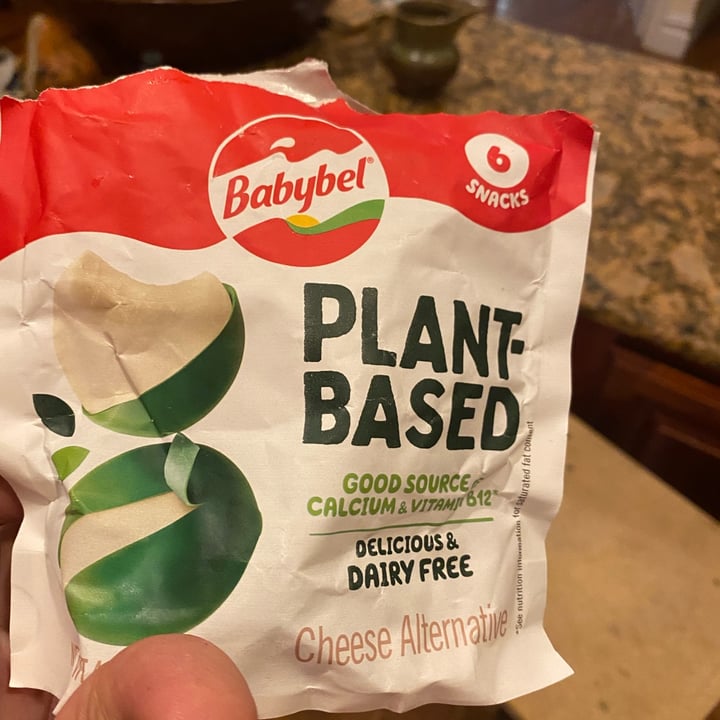 Babybel®
6
SNACKS
PLANT-
BASED
GOOD SOURCE
CALCIUM & VITAMIN B12*
DELICIOUS &
DAIRY FREE
Cheese Alternative
*See nutrition information for saturated fat content